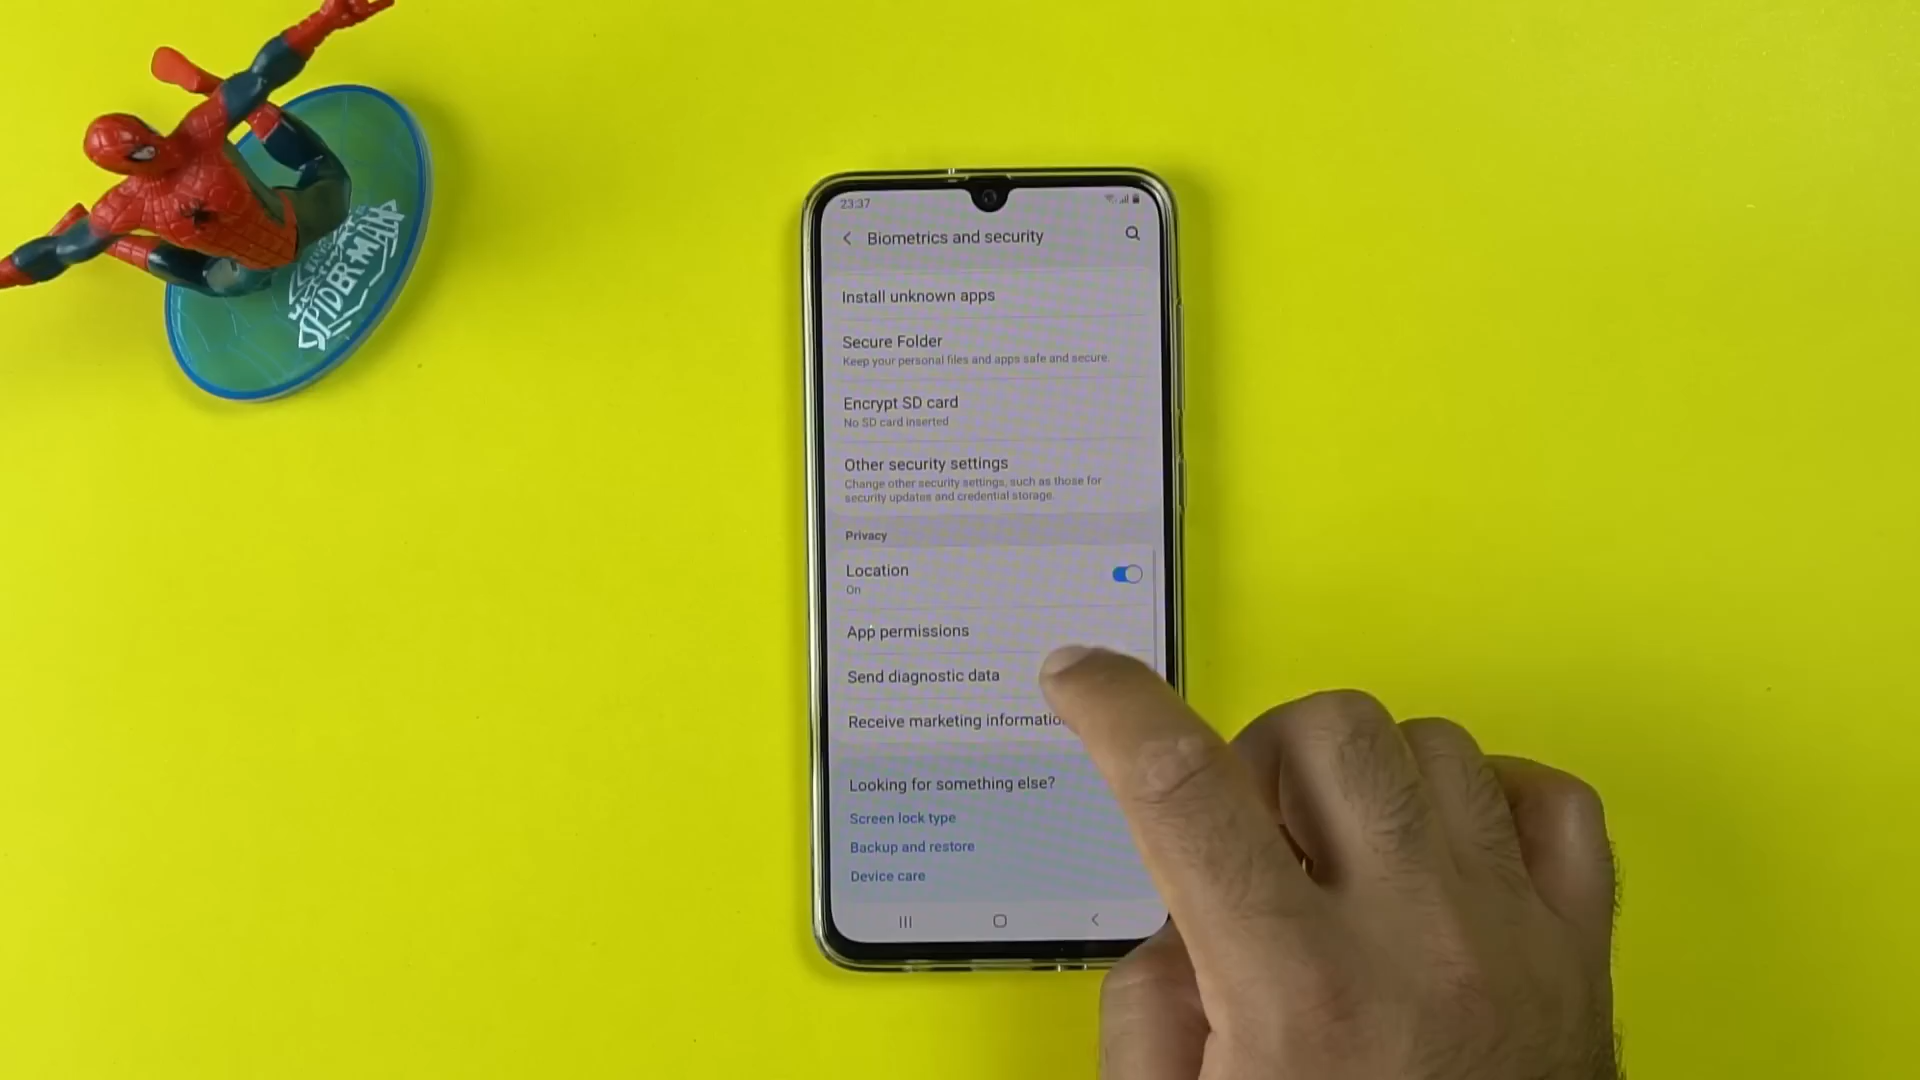 23:37
Biometrics and security
Install unknown apps
Secure Folder
Keep your personal files and apps safe and secure.
Encrypt SD card
No SD card inserted
Other security settings
Change other security settings, such as those for
security updates and credential storage.
Privacy
Location
On
App permissions
Send diagnostic data
Receive marketing informatio
Looking for something else?
Screen lock type
Backup and restore
Device care
SPIDER-MAN